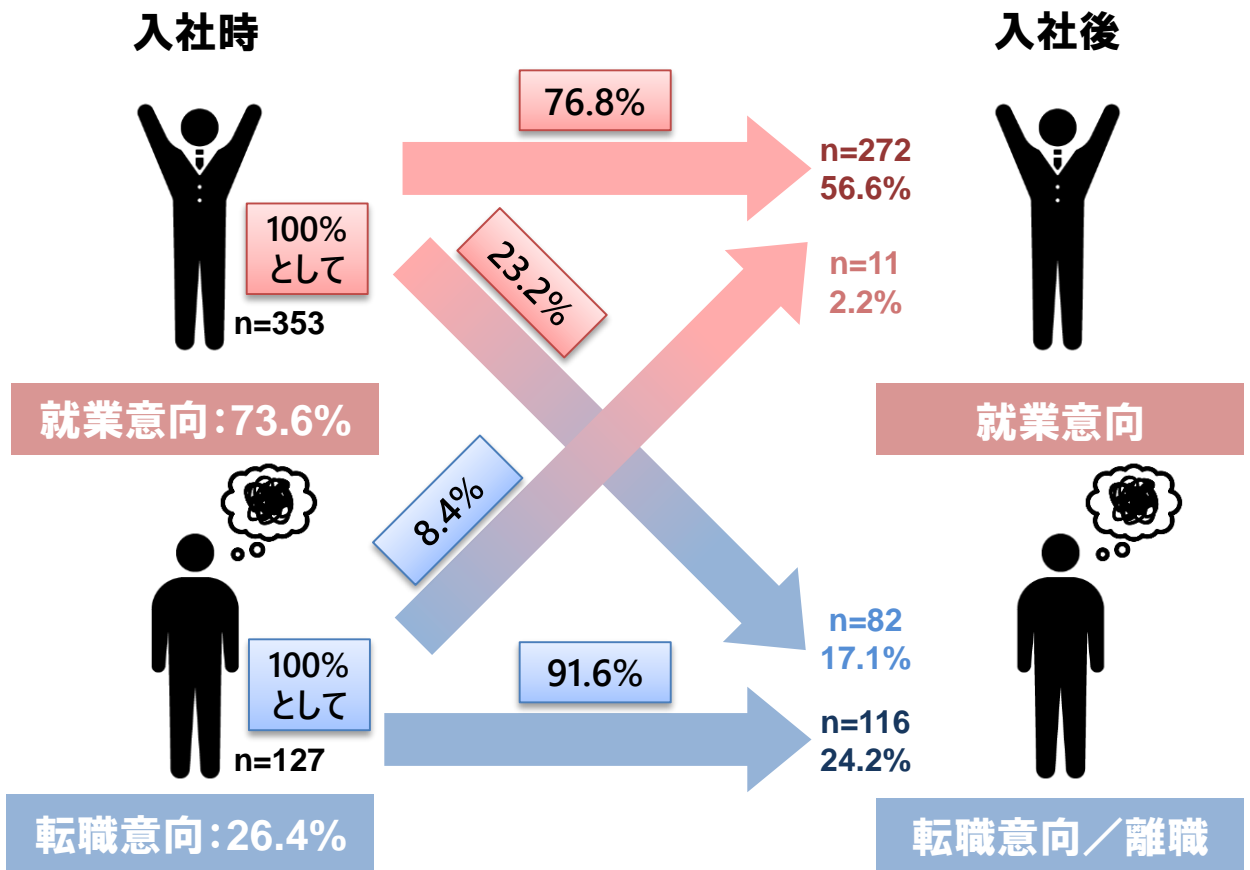 入社時
入社後
76.8%
n=272
56.6%
100%
として
n=353
23.2%
n=11
2.2%
就業意向:73.6%
就業意向
8.4%
100%
として
n=127
91.6%
n=82
17.1%
n=116
24.2%
転職意向:26.4%
転職意向／離職